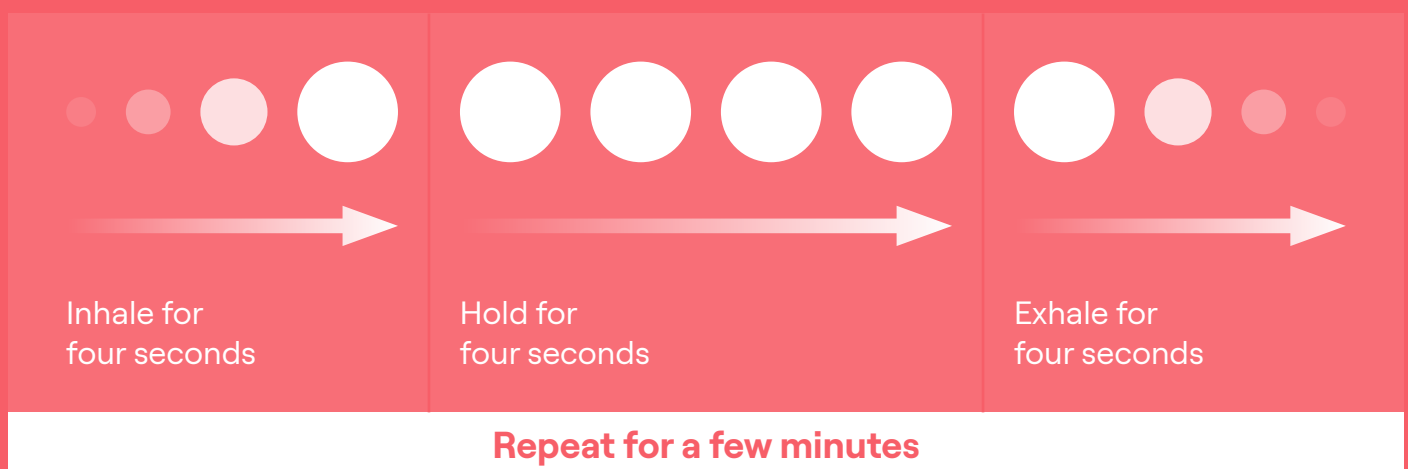 Inhale for
four seconds
Hold for
four seconds
Exhale for
four seconds
Repeat for a few minutes